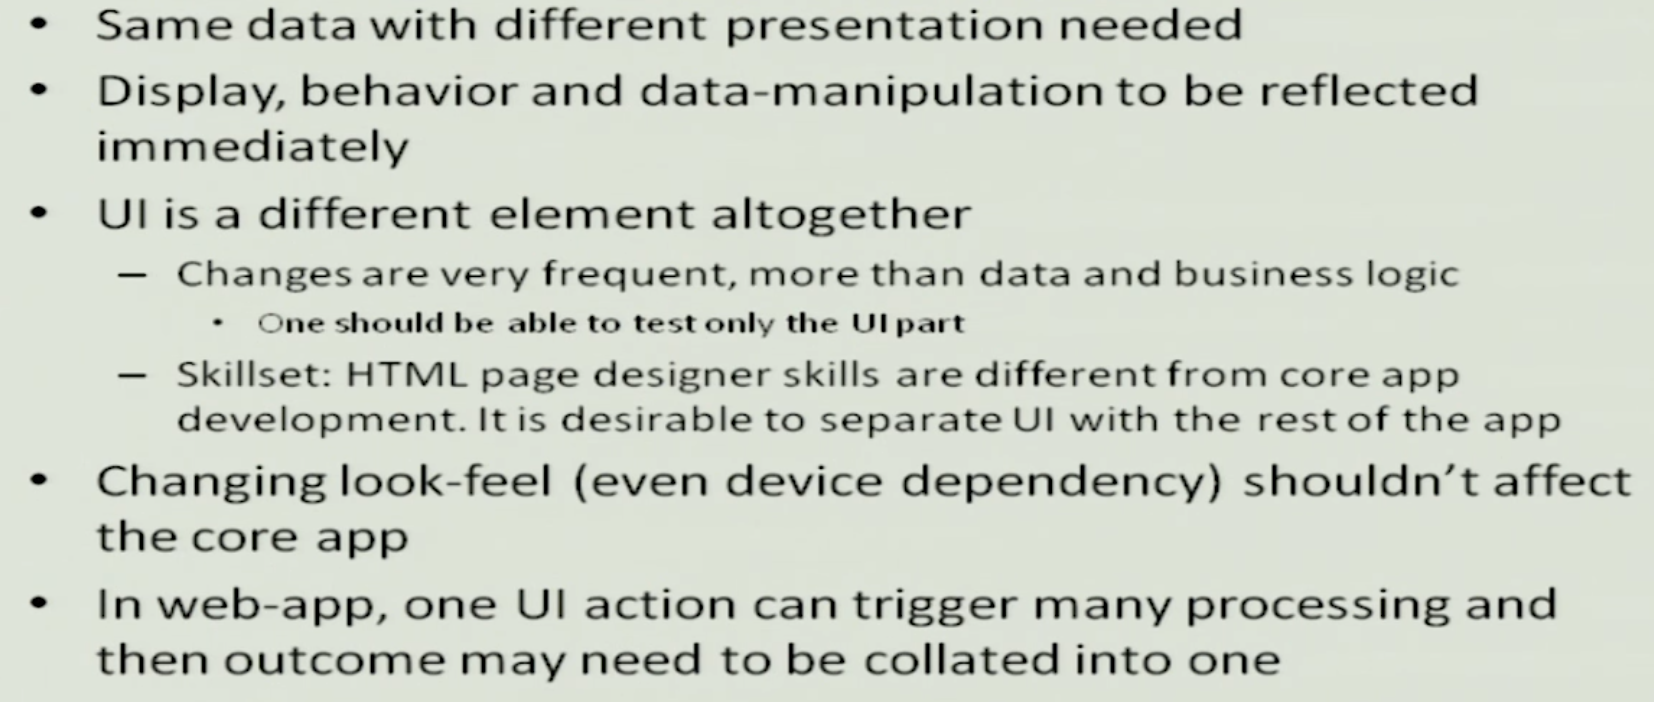 • Same data with different presentation needed
• Display, behavior and data-manipulation to be reflected
immediately
• UI is a different element altogether
– Changes are very frequent, more than data and business logic
• One should be able to test only the UI part
– Skillset: HTML page designer skills are different from core app
development. It is desirable to separate UI with the rest of the app
• Changing look-feel (even device dependency) shouldn't affect
the core app
• In web-app, one UI action can trigger many processing and
then outcome may need to be collated into one